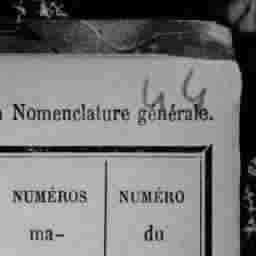 Nomenclature générale.
44
NUMÉROS NUMÉRO
ma- du